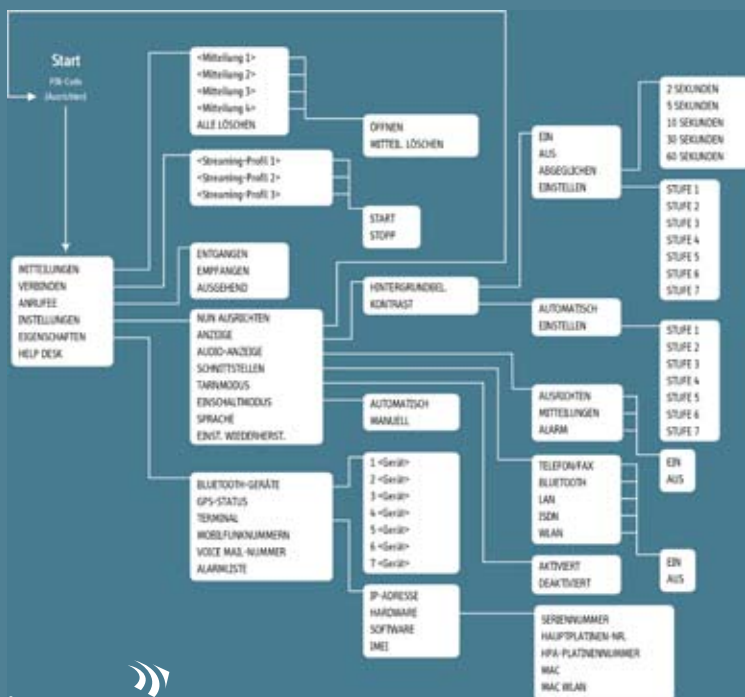 Start
PIN-Code
(Ausrichten)
MITTEILUNGEN
VERBINDEN
ANRUFEE
INSTELLUNGEN
EIGENSCHAFTEN
HELP DESK
<Mitteilung 1>
<Mitteilung 2>
<Mitteilung 3>
<Mitteilung 4>
ALLE LÖSCHEN
ÖFFNEN
MITTEIL. LÖSCHEN
<Streaming-Profil 1>
<Streaming-Profil 2>
<Streaming-Profil 3>
START
STOPP
ENTGANGEN
EMPFANGEN
AUSGEHEND
NUN AUSRICHTEN
ANZEIGE
AUDIO-ANZEIGE
SCHNITTSTELLEN
TARNMODUS
EINSCHALTMODUS
SPRACHE
EINST. WIEDERHERST.
HINTERGRUNDBEL.
KONTRAST
EIN
AUS
ABGEGLICHEN
EINSTELLEN
2 SEKUNDEN
5 SEKUNDEN
10 SEKUNDEN
30 SEKUNDEN
60 SEKUNDEN
STUFE 1
STUFE 2
STUFE 3
STUFE 4
STUFE 5
STUFE 6
STUFE 7
AUTOMATISCH
EINSTELLEN
STUFE 1
STUFE 2
STUFE 3
STUFE 4
STUFE 5
STUFE 6
STUFE 7
AUSRICHTEN
MITTEILUNGEN
ALARM
EIN
AUS
AUTOMATISCH
MANUELL
TELEFON/FAX
BLUETOOTH
LAN
ISDN
WLAN
EIN
AUS
AKTIVIERT
DEAKTIVIERT
BLUETOOTH-GERÄTE
GPS-STATUS
TERMINAL
MOBILFUNKNUMMERN
VOICE MAIL-NUMMER
ALARMLISTE
1 <Gerät>
2 <Gerät>
3 <Gerät>
4 <Gerät>
5 <Gerät>
6 <Gerät>
7 <Gerät>
IP-ADRESSE
HARDWARE
SOFTWARE
IMEI
SERIENNUMMER
HAUPTPLATINEN-NR.
HPA-PLATINENNUMMER
MAC
MAC WLAN